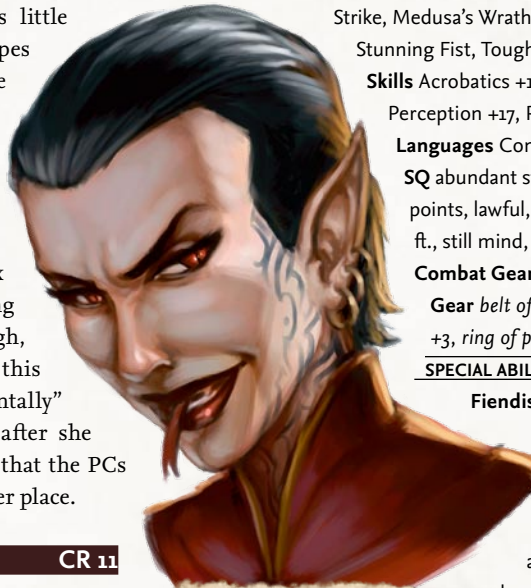 s little
pes
e
x
ng
gh,
this
ntally”
after she
that the PCs
er place.
CR 11
Strike, Medusa’s Wrath
Stunning Fist, Tough
Skills Acrobatics +1
Perception +17, P
Languages Con
SQ abundant s
points, lawful,
ft., still mind,
Combat Gear
Gear belt of
+3, ring of p
SPECIAL ABIL
Fiendis